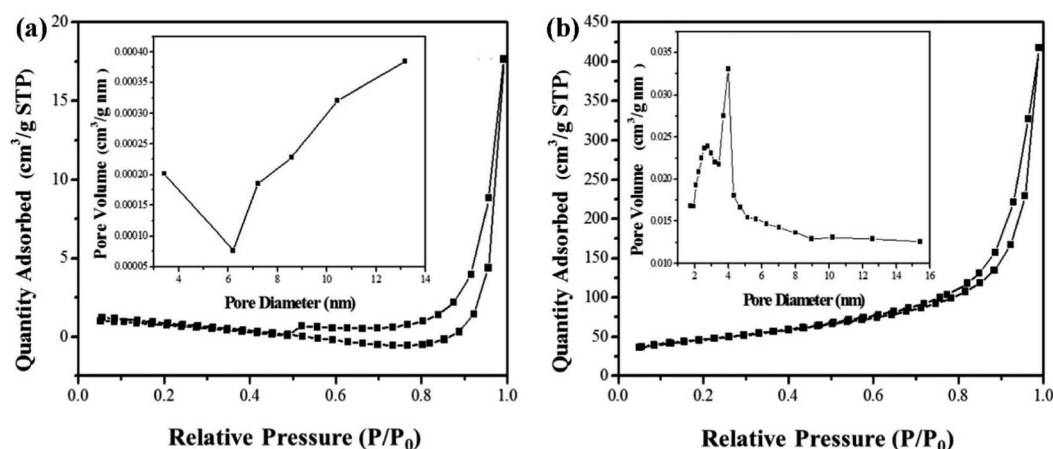 (a)
20
15
10
5
0
Quantity Adsorbed (cm³/g STP)
0.0 0.2 0.4 0.6 0.8 1.0
Relative Pressure (P/P₀)
0.00040
0.00035
0.00030
0.00025
0.00020
0.00015
0.00010
0.00005
Pore Volume (cm³/g nm)
4 6 8 10 12 14
Pore Diameter (nm)
(b)
450
400
350
300
250
200
150
100
50
0
Quantity Adsorbed (cm³/g STP)
0.0 0.2 0.4 0.6 0.8 1.0
Relative Pressure (P/P₀)
0.035
0.030
0.025
0.020
0.015
0.010
Pore Volume (cm³/g nm)
2 4 6 8 10 12 14 16
Pore Diameter (nm)